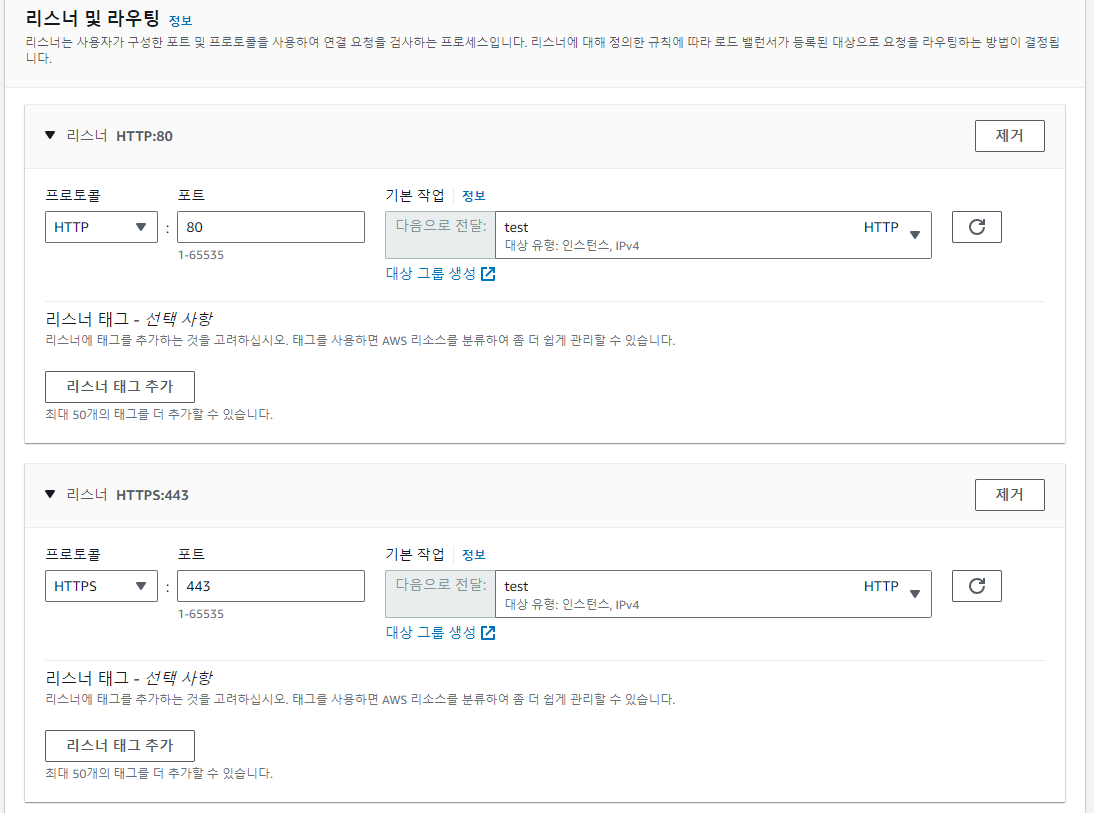 리스너 및 라우팅 정보
리스너는 사용자가 구성한 포트 및 프로토콜을 사용하여 연결 요청을 검사하는 프로세스입니다. 리스너에 대해 정의한 규칙에 따라 로드 밸런서가 등록된 대상으로 요청을 라우팅하는 방법이 결정됩
니다.
리스너 HTTP:80
제거
프로토콜 포트 기본 작업 정보
HTTP : 80 다음으로 전달: test HTTP
대상 유형: 인스턴스, IPv4
1-65535
대상 그룹 생성
리스너 태그 - 선택 사항
리스너에 태그를 추가하는 것을 고려하십시오. 태그를 사용하면 AWS 리소스를 분류하여 좀 더 쉽게 관리할 수 있습니다.
리스너 태그 추가
최대 50개의 태그를 더 추가할 수 있습니다.
리스너 HTTPS:443
제거
프로토콜 포트 기본 작업 정보
HTTPS : 443 다음으로 전달: test HTTP
대상 유형: 인스턴스, IPv4
1-65535
대상 그룹 생성
리스너 태그 - 선택 사항
리스너에 태그를 추가하는 것을 고려하십시오. 태그를 사용하면 AWS 리소스를 분류하여 좀 더 쉽게 관리할 수 있습니다.
리스너 태그 추가
최대 50개의 태그를 더 추가할 수 있습니다.